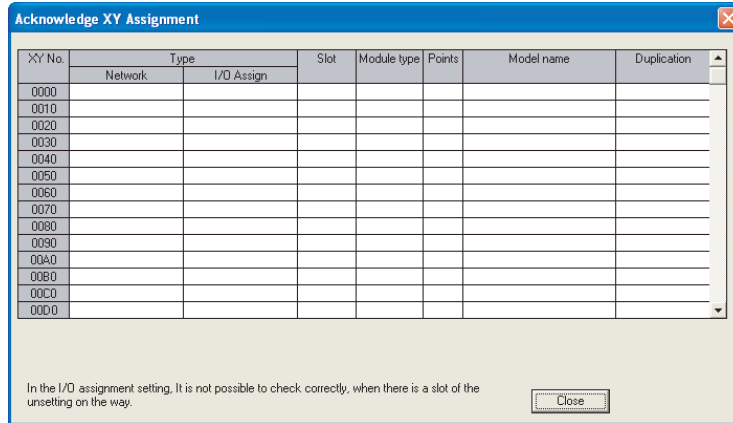 Acknowledge XY Assignment
XY No. Type Slot Module type Points Model name Duplication
Network I/O Assign
0000
0010
0020
0030
0040
0050
0060
0070
0080
0090
00A0
00B0
00C0
00D0
In the I/O assignment setting, It is not possible to check correctly, when there is a slot of the
unsetting on the way.
Close